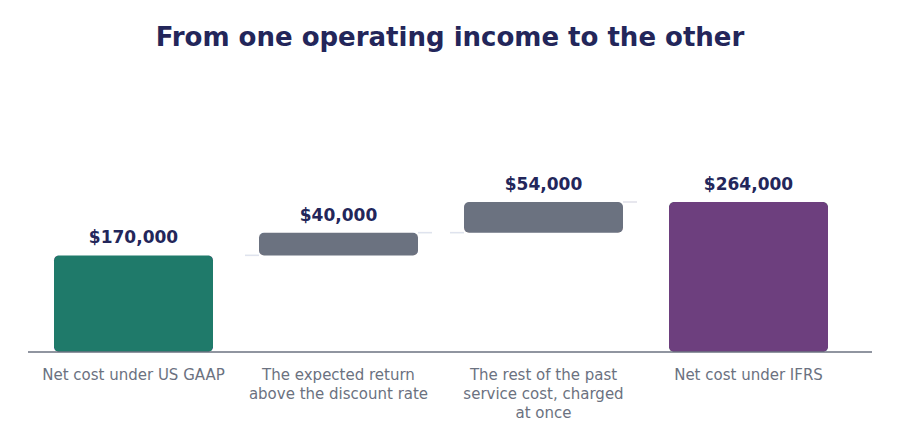 From one operating income to the other
$170,000
$40,000
$54,000
$264,000
Net cost under US GAAP
The expected return
above the discount rate
The rest of the past
service cost, charged
at once
Net cost under IFRS